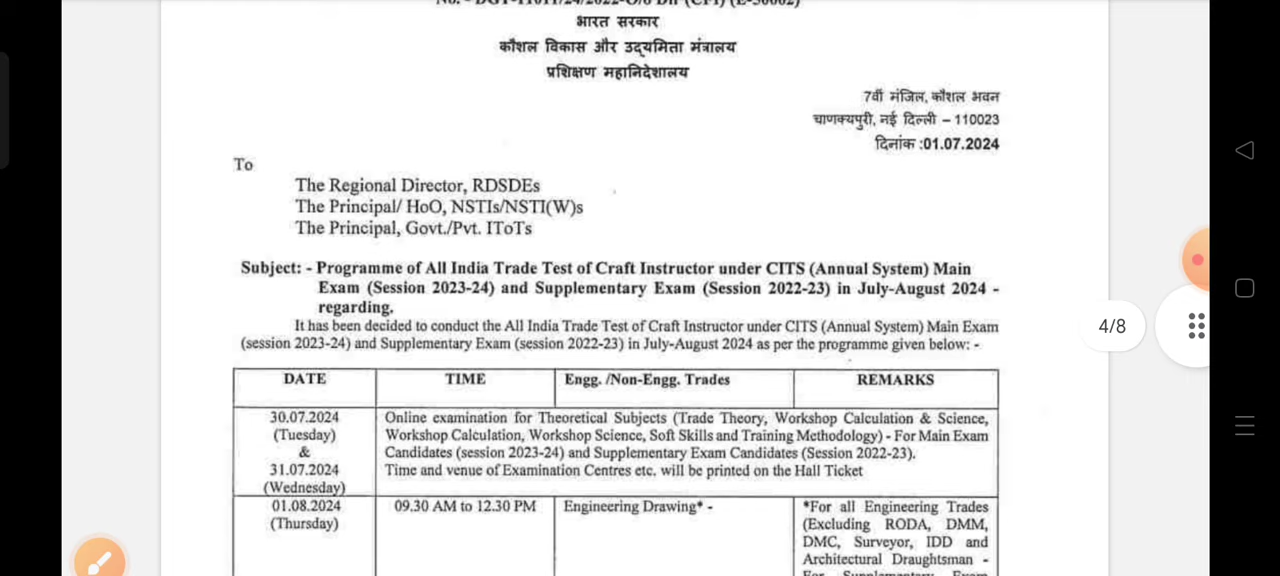 भारत सरकार
कौशल विकास और उद्यमिता मंत्रालय
प्रशिक्षण महानिदेशालय
7वीं मंजिल, कौशल भवन
चाणक्यपुरी, नई दिल्ली – 110023
दिनांक :01.07.2024
To
The Regional Director, RDSDEs
The Principal/ HoO, NSTIs/NSTI(W)s
The Principal, Govt./Pvt. IToTs
Subject: - Programme of All India Trade Test of Craft Instructor under CITS (Annual System) Main
Exam (Session 2023-24) and Supplementary Exam (Session 2022-23) in July-August 2024 -
regarding.
It has been decided to conduct the All India Trade Test of Craft Instructor under CITS (Annual System) Main Exam
(session 2023-24) and Supplementary Exam (session 2022-23) in July-August 2024 as per the programme given below: -
4/8
DATE TIME Engg. /Non-Engg. Trades REMARKS
30.07.2024
(Tuesday)
&
31.07.2024
(Wednesday)
Online examination for Theoretical Subjects (Trade Theory, Workshop Calculation & Science,
Workshop Calculation, Workshop Science, Soft Skills and Training Methodology) - For Main Exam
Candidates (session 2023-24) and Supplementary Exam Candidates (Session 2022-23).
Time and venue of Examination Centres etc. will be printed on the Hall Ticket
01.08.2024
(Thursday)
09.30 AM to 12.30 PM
Engineering Drawing* -
*For all Engineering Trades
(Excluding RODA, DMM,
DMC, Surveyor, IDD and
Architectural Draughtsman -
For Supplementary Exam